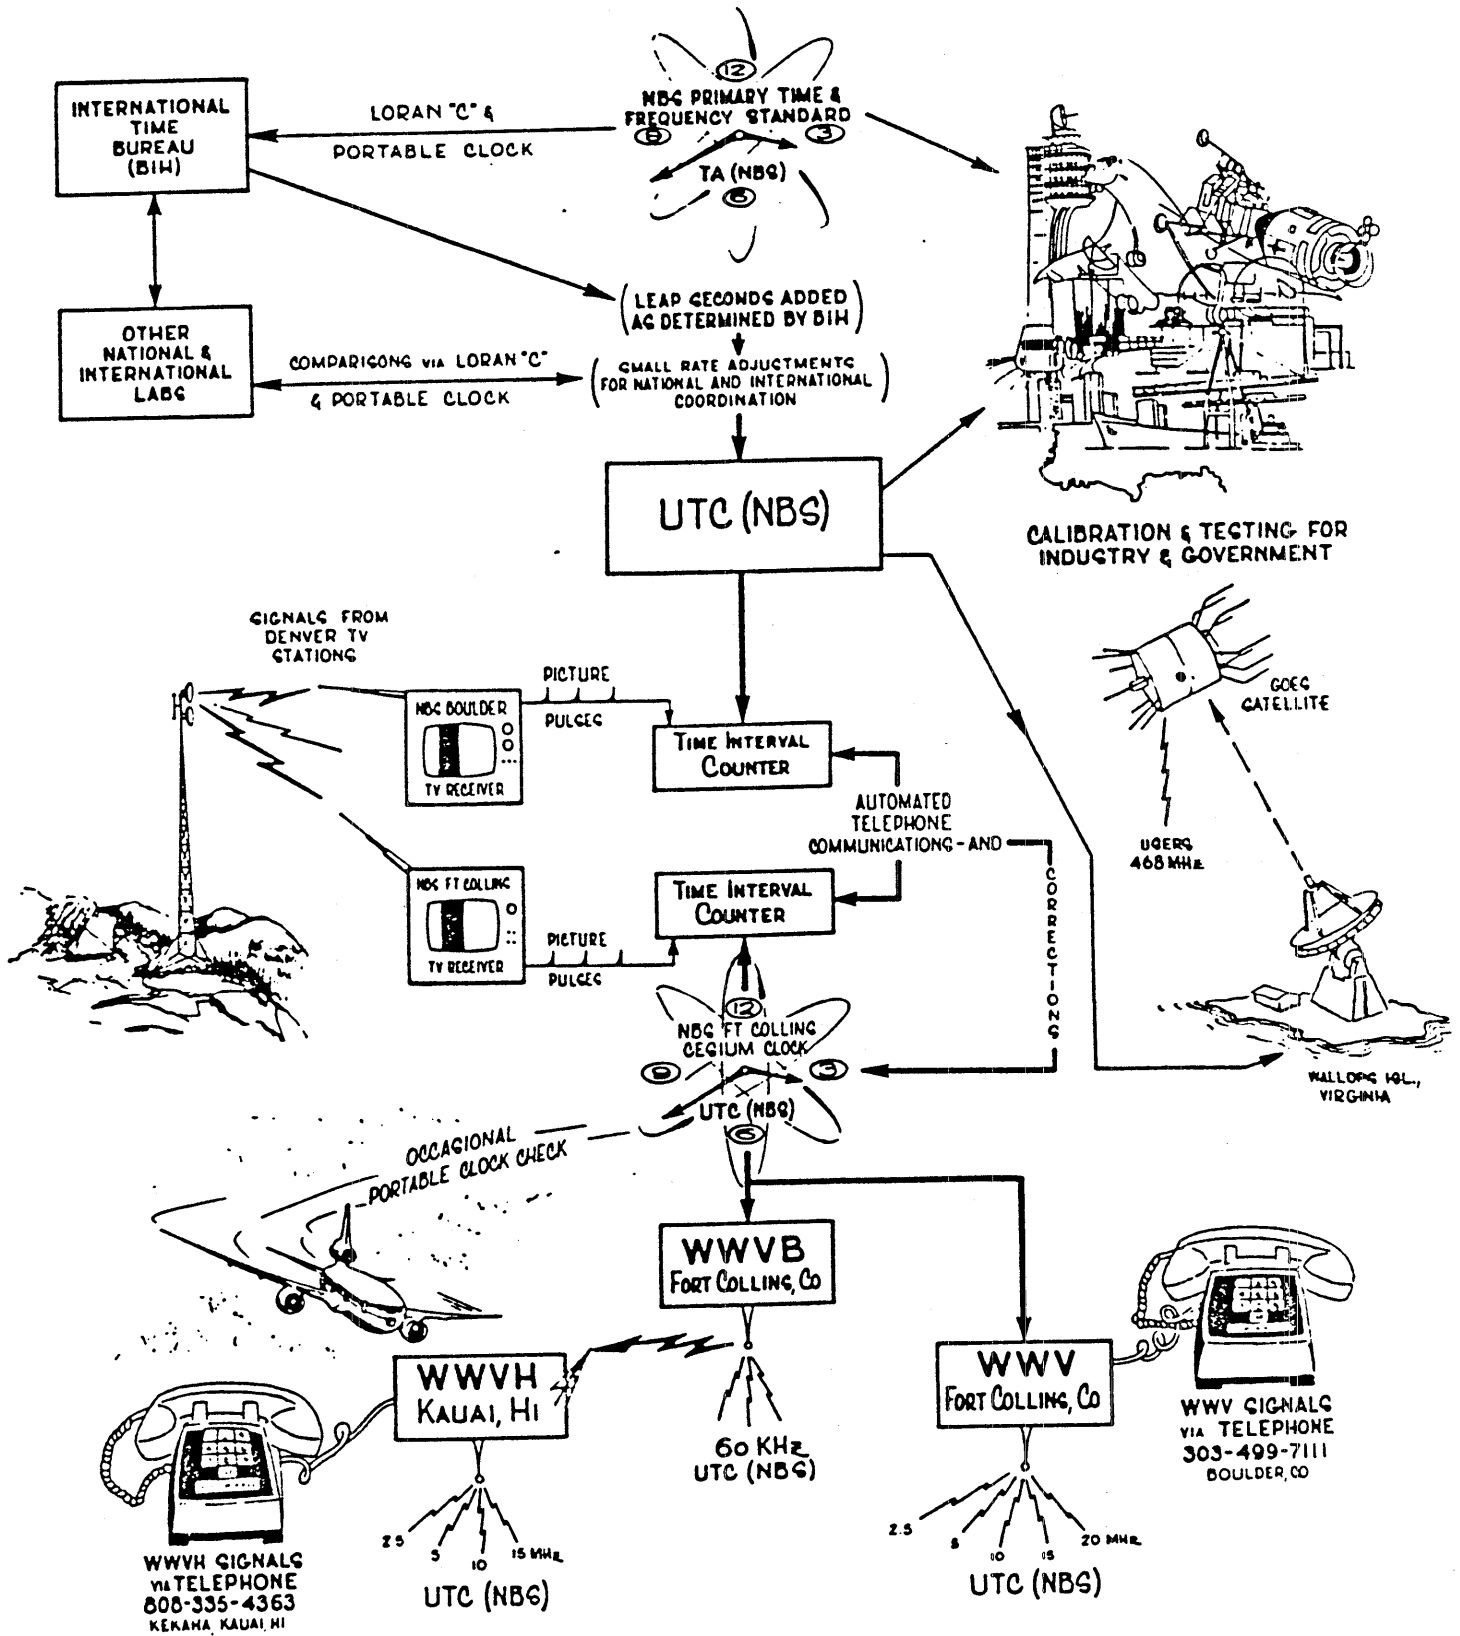 12
NBS PRIMARY TIME &
FREQUENCY STANDARD
3
TA (NBS)
6
INTERNATIONAL
TIME
BUREAU
(BIH)
LORAN "C" &
PORTABLE CLOCK
(LEAP SECONDS ADDED
AS DETERMINED BY BIH)
OTHER
NATIONAL &
INTERNATIONAL
LABS
COMPARISONS VIA LORAN "C"
& PORTABLE CLOCK
(SMALL RATE ADJUSTMENTS
FOR NATIONAL AND INTERNATIONAL
COORDINATION)
UTC (NBS)
CALIBRATION & TESTING FOR
INDUSTRY & GOVERNMENT
SIGNALS FROM
DENVER TV
STATIONS
NBS BOULDER
TV RECEIVER
PICTURE
PULSES
TIME INTERVAL
COUNTER
GOES
SATELLITE
USERS
468 MHz
AUTOMATED
TELEPHONE
COMMUNICATIONS - AND
CORRECTIONS
NBS FT COLLINS
TV RECEIVER
PICTURE
PULSES
TIME INTERVAL
COUNTER
12
NBS FT COLLINS
CESIUM CLOCK
9
3
UTC (NBS)
6
WALLOPS ISL.,
VIRGINIA
OCCASIONAL
PORTABLE CLOCK CHECK
WWVB
FORT COLLINS, CO
60 KHz
UTC (NBS)
WWVH
KAUAI, HI
2.5
5
10
15 MHz
UTC (NBS)
WWV
FORT COLLINS, CO
2.5
5
10
15
20 MHz
UTC (NBS)
WWV SIGNALS
VIA TELEPHONE
303-499-7111
BOULDER, CO
WWVH SIGNALS
VIA TELEPHONE
808-335-4363
KEKAHA, KAUAI, HI